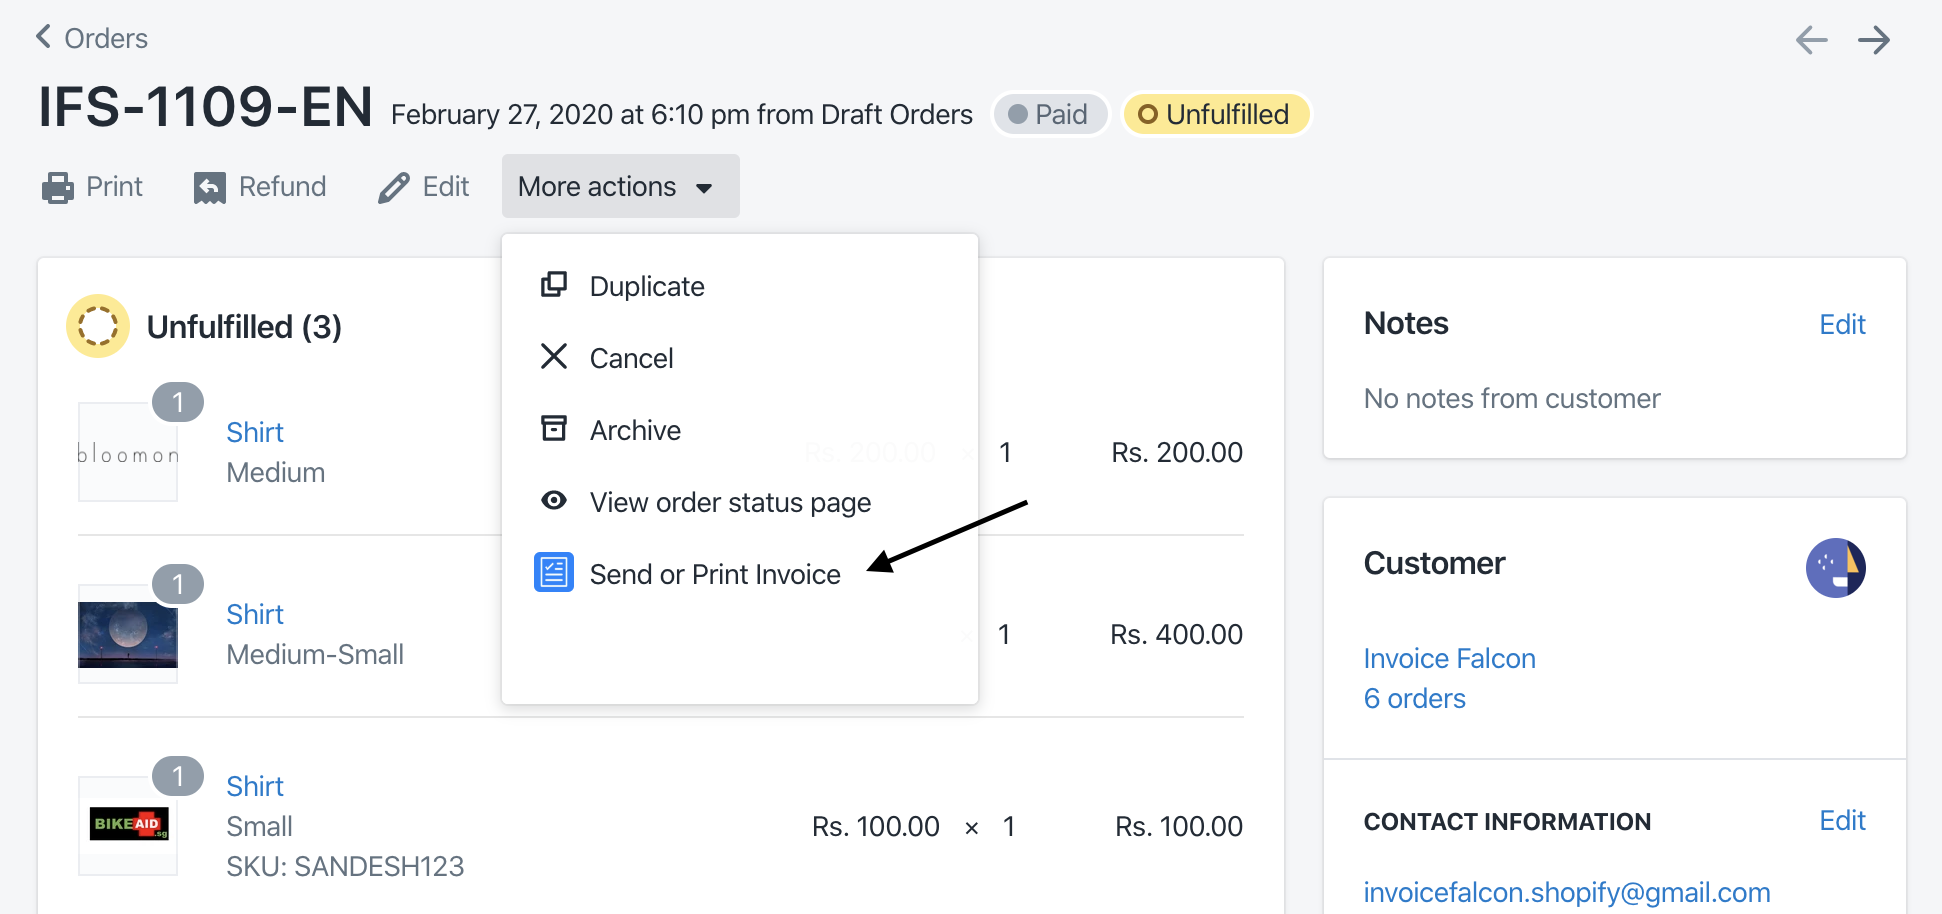 Orders
IFS-1109-EN February 27, 2020 at 6:10 pm from Draft Orders Paid Unfulfilled
Print Refund Edit More actions
Duplicate
Cancel
Archive
View order status page
Send or Print Invoice
Unfulfilled (3)
bloomon
1
Shirt
Medium
Rs. 200.00 × 1 Rs. 200.00
1
Shirt
Medium-Small
× 1 Rs. 400.00
BIKEAID.sg
1
Shirt
Small
SKU: SANDESH123
Rs. 100.00 × 1 Rs. 100.00
Notes Edit
No notes from customer
Customer
Invoice Falcon
6 orders
CONTACT INFORMATION Edit
invoicefalcon.shopify@gmail.com